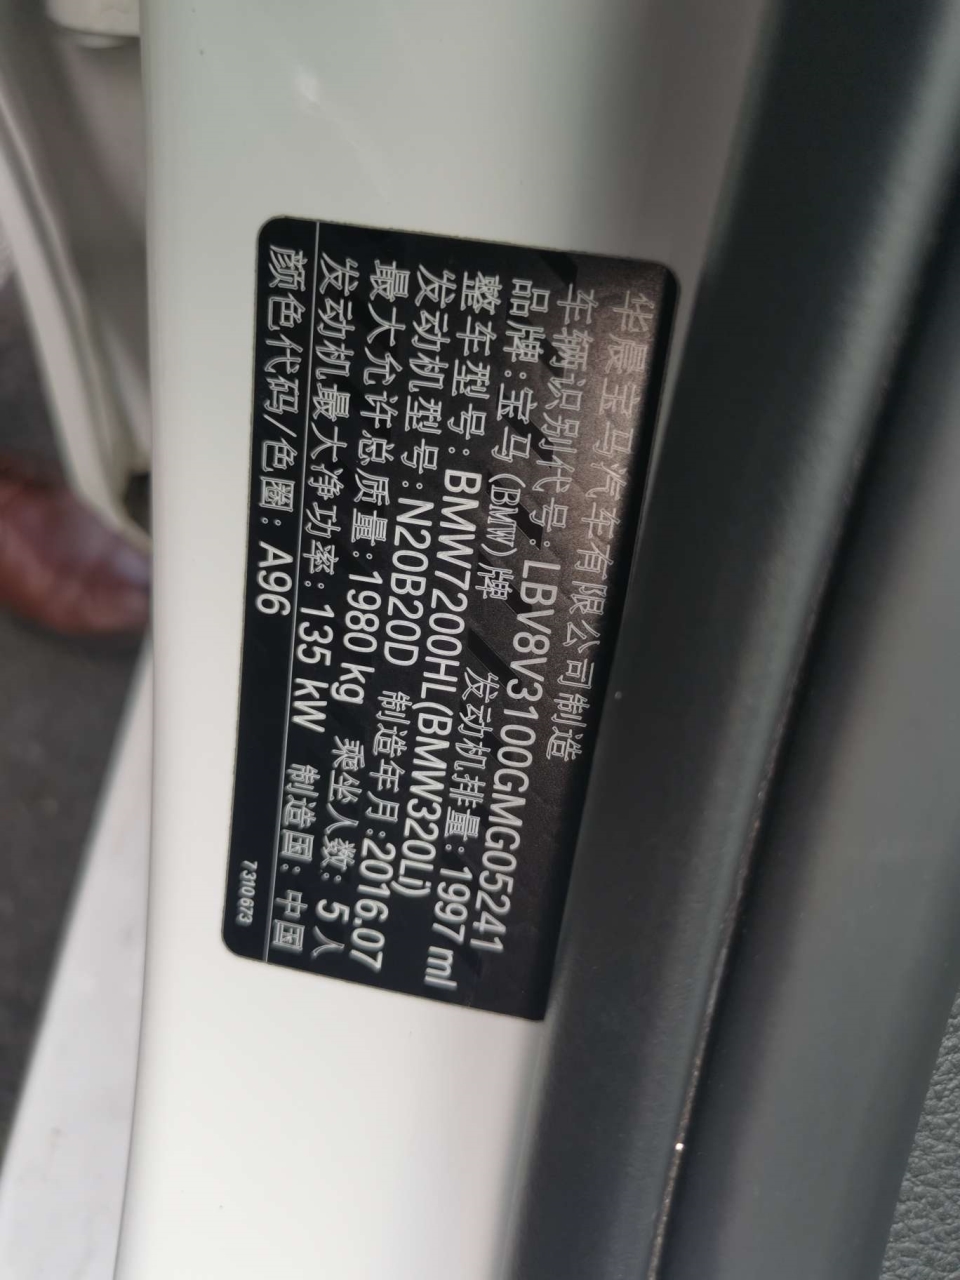 华晨宝马汽车有限公司制造
车辆识别代号: LBV8V3100GMG05241
品牌: 宝马(BMW)牌 发动机排量: 1997 ml
整车型号: BMW7200HL(BMW320Li)
发动机型号: N20B20D 制造年月: 2016.07
最大允许总质量: 1980 kg 乘坐人数: 5 人
发动机最大净功率: 135 kW 制造国: 中国
颜色代码/色圈: A96
7310673